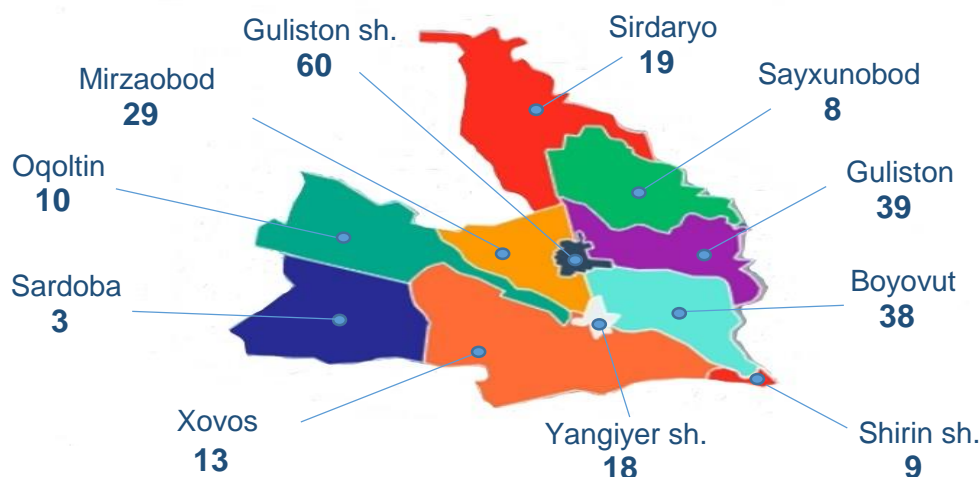 Guliston sh.
60
Sirdaryo
19
Mirzaobod
29
Sayxunobod
8
Oqoltin
10
Guliston
39
Sardoba
3
Boyovut
38
Xovos
13
Yangiyer sh.
18
Shirin sh.
9